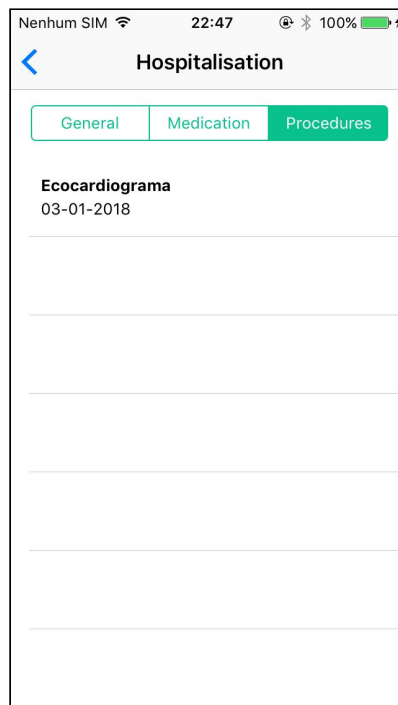 Nenhum SIM 22:47 100%
Hospitalisation
General Medication Procedures
Ecocardiograma
03-01-2018